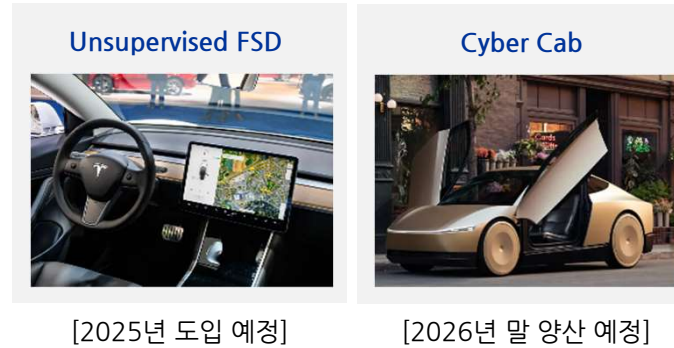 Unsupervised FSD
Cyber Cab
[2025년 도입 예정]
[2026년 말 양산 예정]